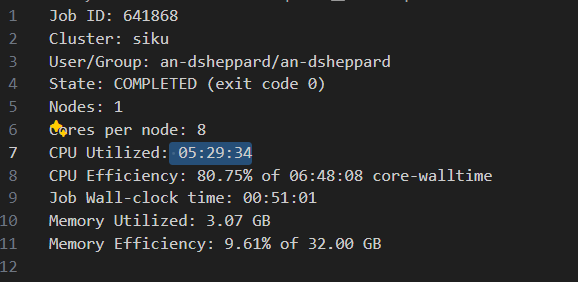 1 Job ID: 641868
2 Cluster: siku
3 User/Group: an-dsheppard/an-dsheppard
4 State: COMPLETED (exit code 0)
5 Nodes: 1
6 Cores per node: 8
7 CPU Utilized: 05:29:34
8 CPU Efficiency: 80.75% of 06:48:08 core-walltime
9 Job Wall-clock time: 00:51:01
10 Memory Utilized: 3.07 GB
11 Memory Efficiency: 9.61% of 32.00 GB
12